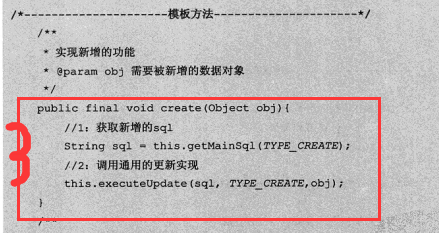 /*----------------------模板方法----------------------*/
/**
* 实现新增的功能
* @param obj 需要被新增的数据对象
*/
public final void create(Object obj){
//1：获取新增的sql
String sql = this.getMainSql(TYPE_CREATE);
//2：调用通用的更新实现
this.executeUpdate(sql, TYPE_CREATE,obj);
}
/**